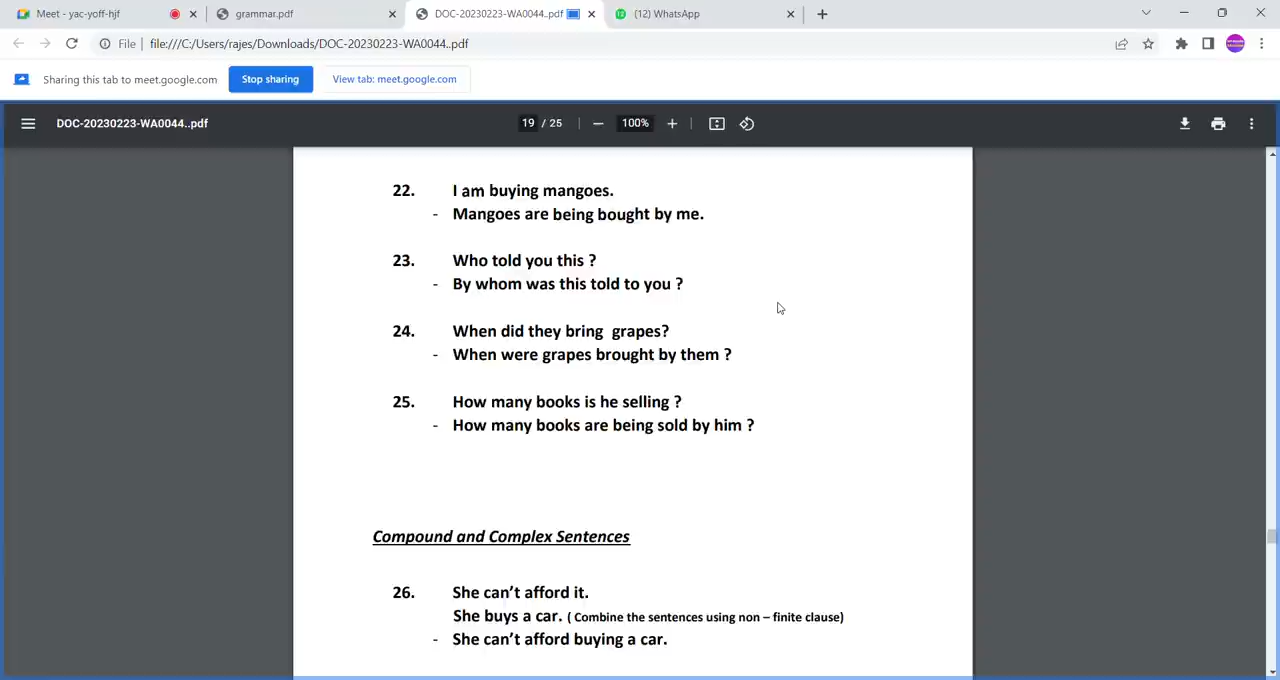 Meet - yac-yoff-hjf
grammar.pdf
DOC-20230223-WA0044..pdf
(12) WhatsApp
File
file:///C:/Users/rajes/Downloads/DOC-20230223-WA0044..pdf
Sharing this tab to meet.google.com
Stop sharing
View tab: meet.google.com
DOC-20230223-WA0044..pdf
19 / 25
100%
22. I am buying mangoes.
- Mangoes are being bought by me.
23. Who told you this ?
- By whom was this told to you ?
24. When did they bring grapes?
- When were grapes brought by them ?
25. How many books is he selling ?
- How many books are being sold by him ?
Compound and Complex Sentences
26. She can't afford it.
She buys a car. ( Combine the sentences using non – finite clause)
- She can't afford buying a car.